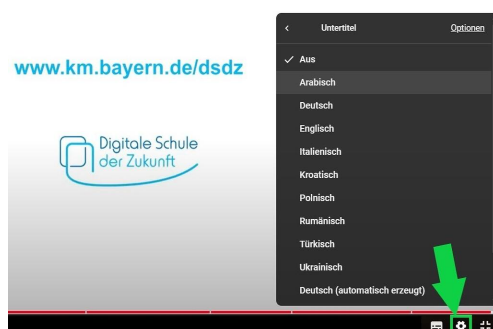 www.km.bayern.de/dsdz
Digitale Schule
der Zukunft
Untertitel Optionen
Aus
Arabisch
Deutsch
Englisch
Italienisch
Kroatisch
Polnisch
Rumänisch
Türkisch
Ukrainisch
Deutsch (automatisch erzeugt)